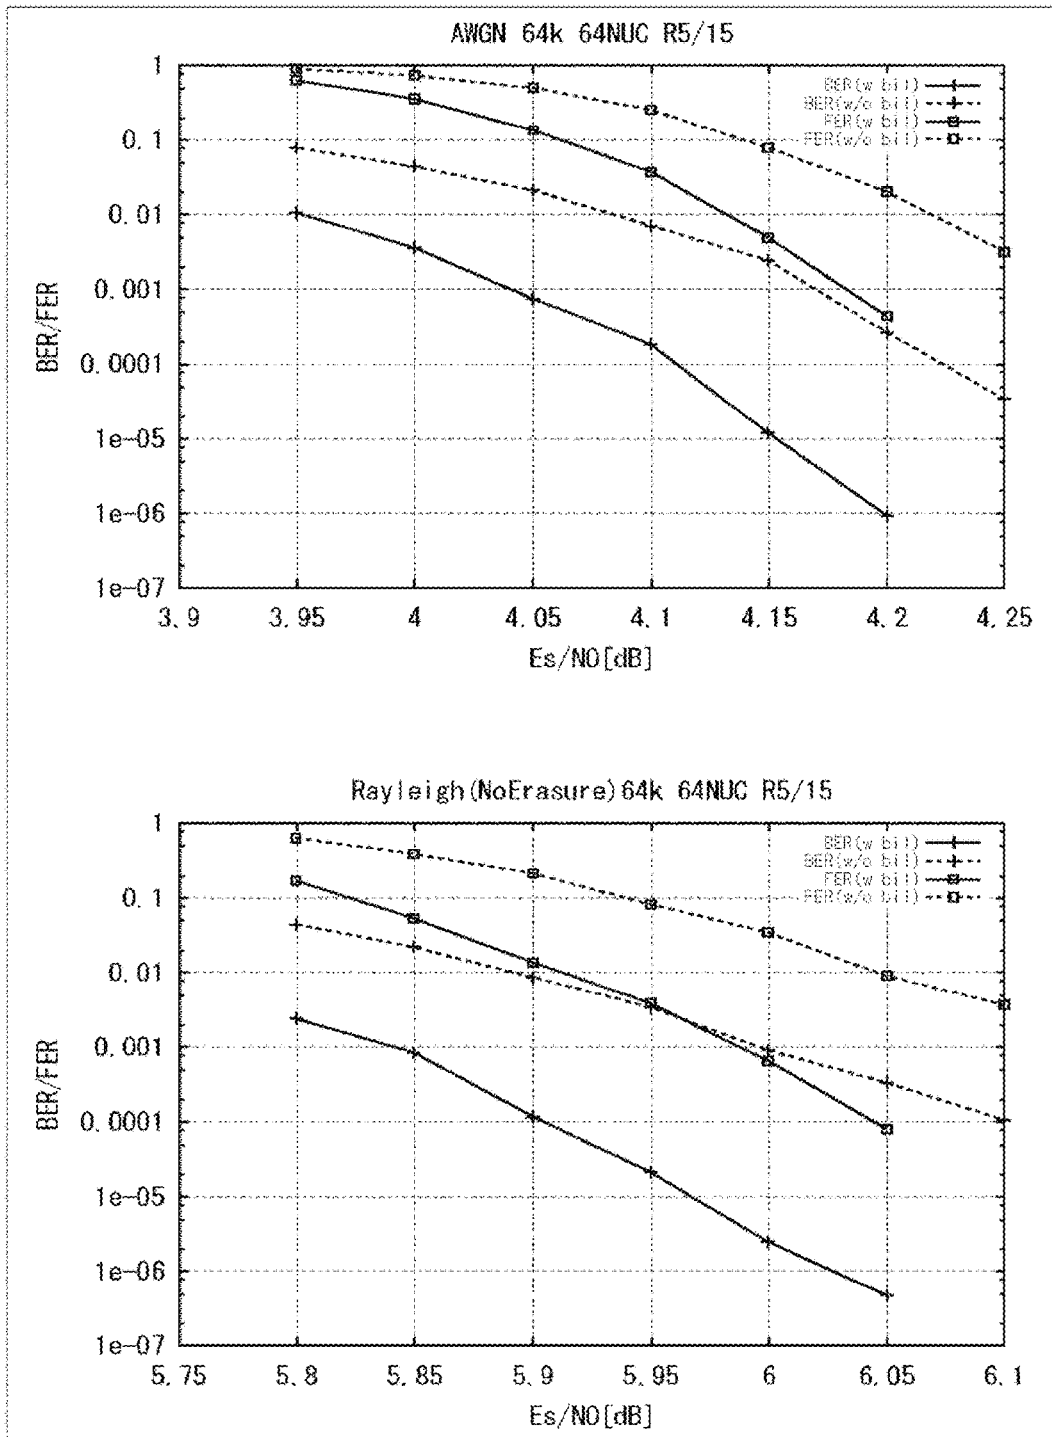 AWGN 64k 64NUC R5/15
BER(w bil)
BER(w/o bil)
FER(w bil)
FER(w/o bil)
1
0.1
0.01
0.001
0.0001
1e-05
1e-06
1e-07
BER/FER
3.9 3.95 4 4.05 4.1 4.15 4.2 4.25
Es/N0[dB]
Rayleigh(NoErasure)64k 64NUC R5/15
BER(w bil)
BER(w/o bil)
FER(w bil)
FER(w/o bil)
1
0.1
0.01
0.001
0.0001
1e-05
1e-06
1e-07
BER/FER
5.75 5.8 5.85 5.9 5.95 6 6.05 6.1
Es/N0[dB]